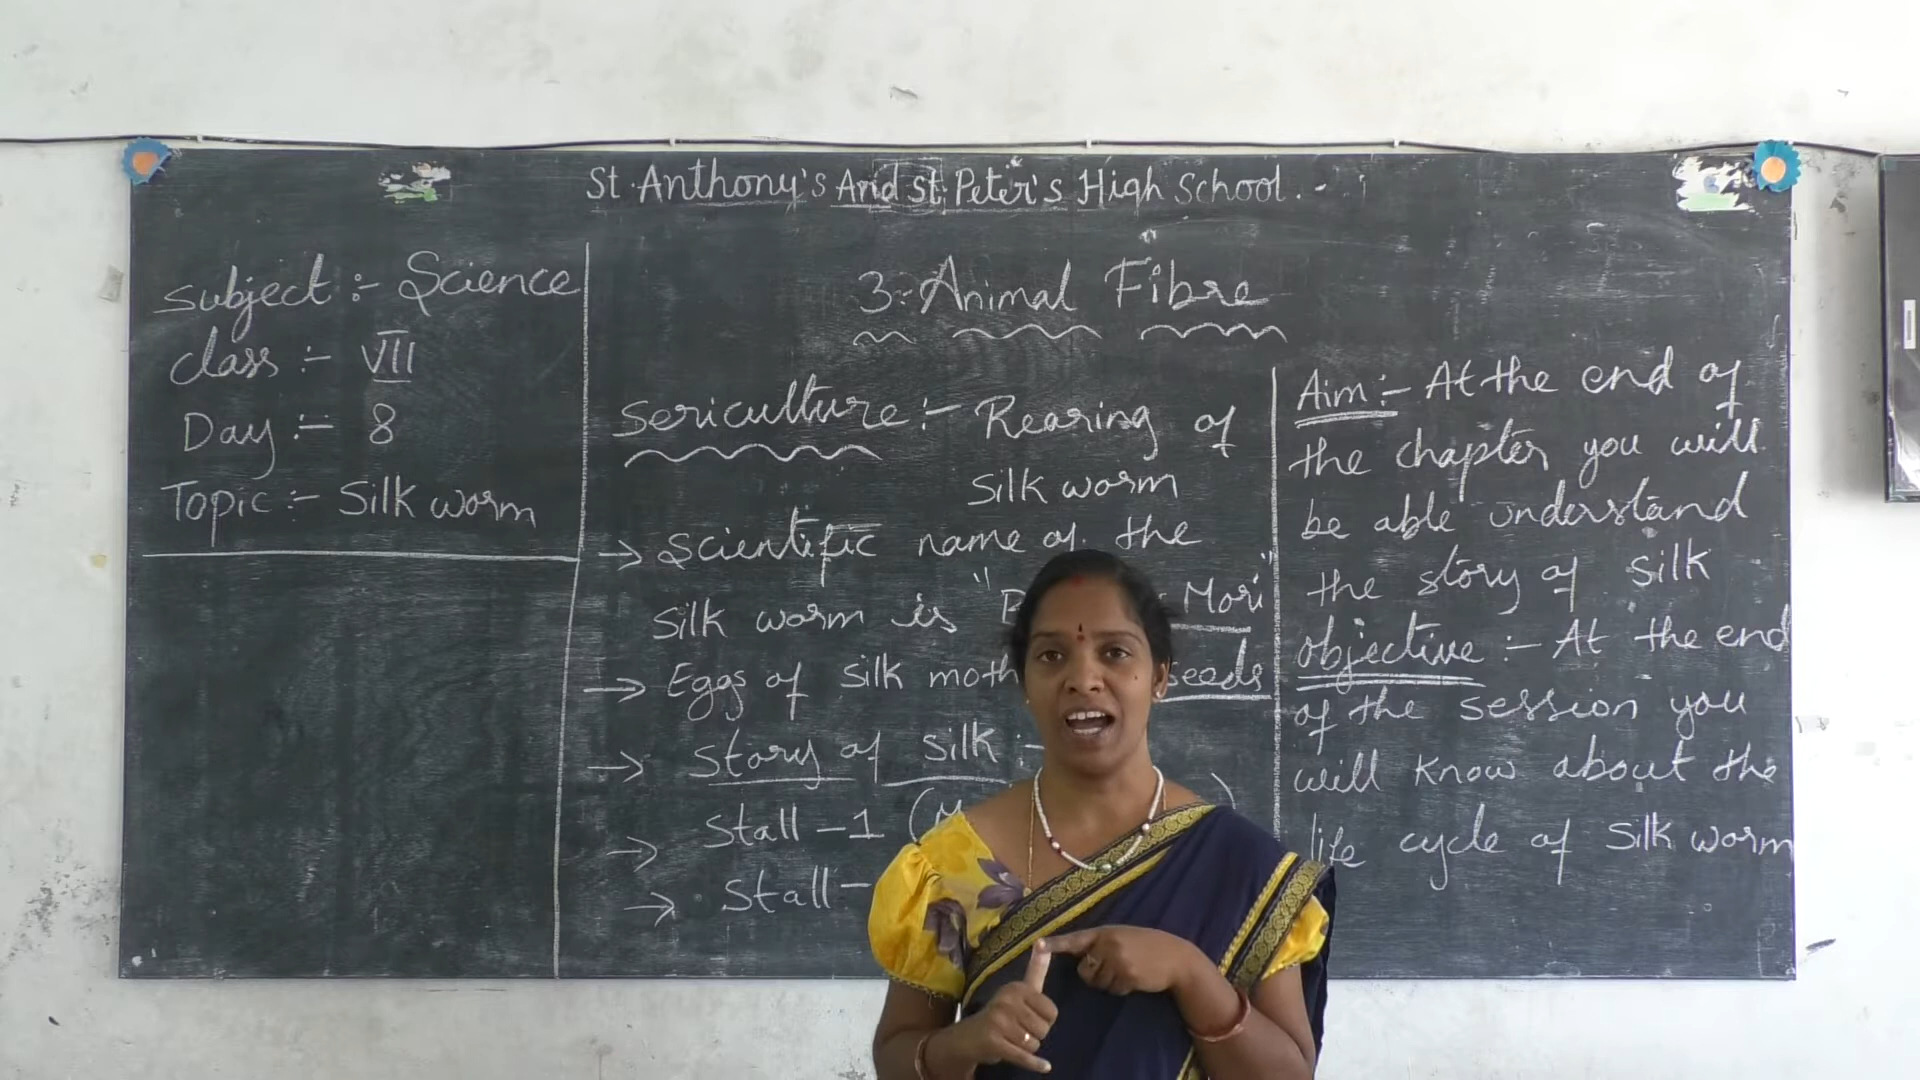 St. Anthony's And St. Peter's High School.
Subject :- Science
Class :- VII
Day :- 8
Topic :- Silk worm
3. Animal Fibre
Sericulture :- Rearing of
Silk worm
→ Scientific name of the
Silk worm is " Mori"
→ Eggs of silk moth seeds
→ Story of silk :-
→ Stall -1 (
→ Stall -
Aim :- At the end of
the chapter you will
be able understand
the story of silk
Objective :- At the end
of the session you
will know about the
life cycle of silk worm